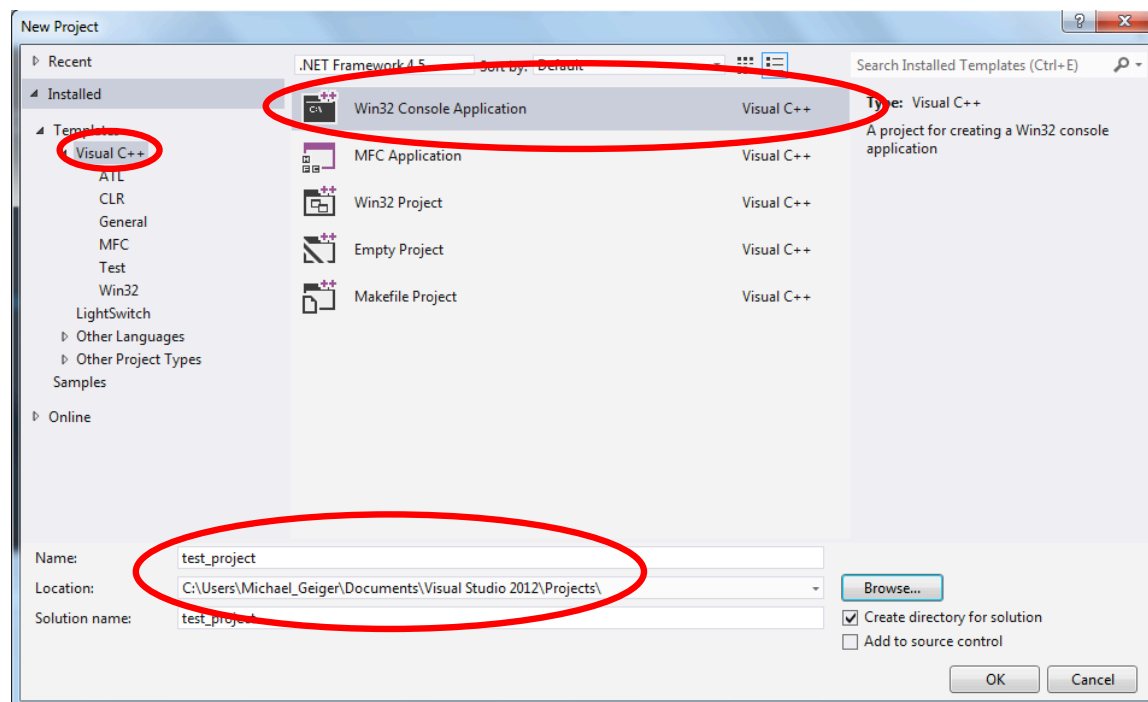 New Project
Recent
.NET Framework 4.5 Sort by: Default
Search Installed Templates (Ctrl+E)
Installed
Templates
Visual C++
ATL
CLR
General
MFC
Test
Win32
LightSwitch
Other Languages
Other Project Types
Samples
Online
Win32 Console Application Visual C++
MFC Application Visual C++
Win32 Project Visual C++
Empty Project Visual C++
Makefile Project Visual C++
Type: Visual C++
A project for creating a Win32 console
application
Name: test_project
Location: C:\Users\Michael_Geiger\Documents\Visual Studio 2012\Projects\
Browse...
Solution name: test_project
Create directory for solution
Add to source control
OK Cancel